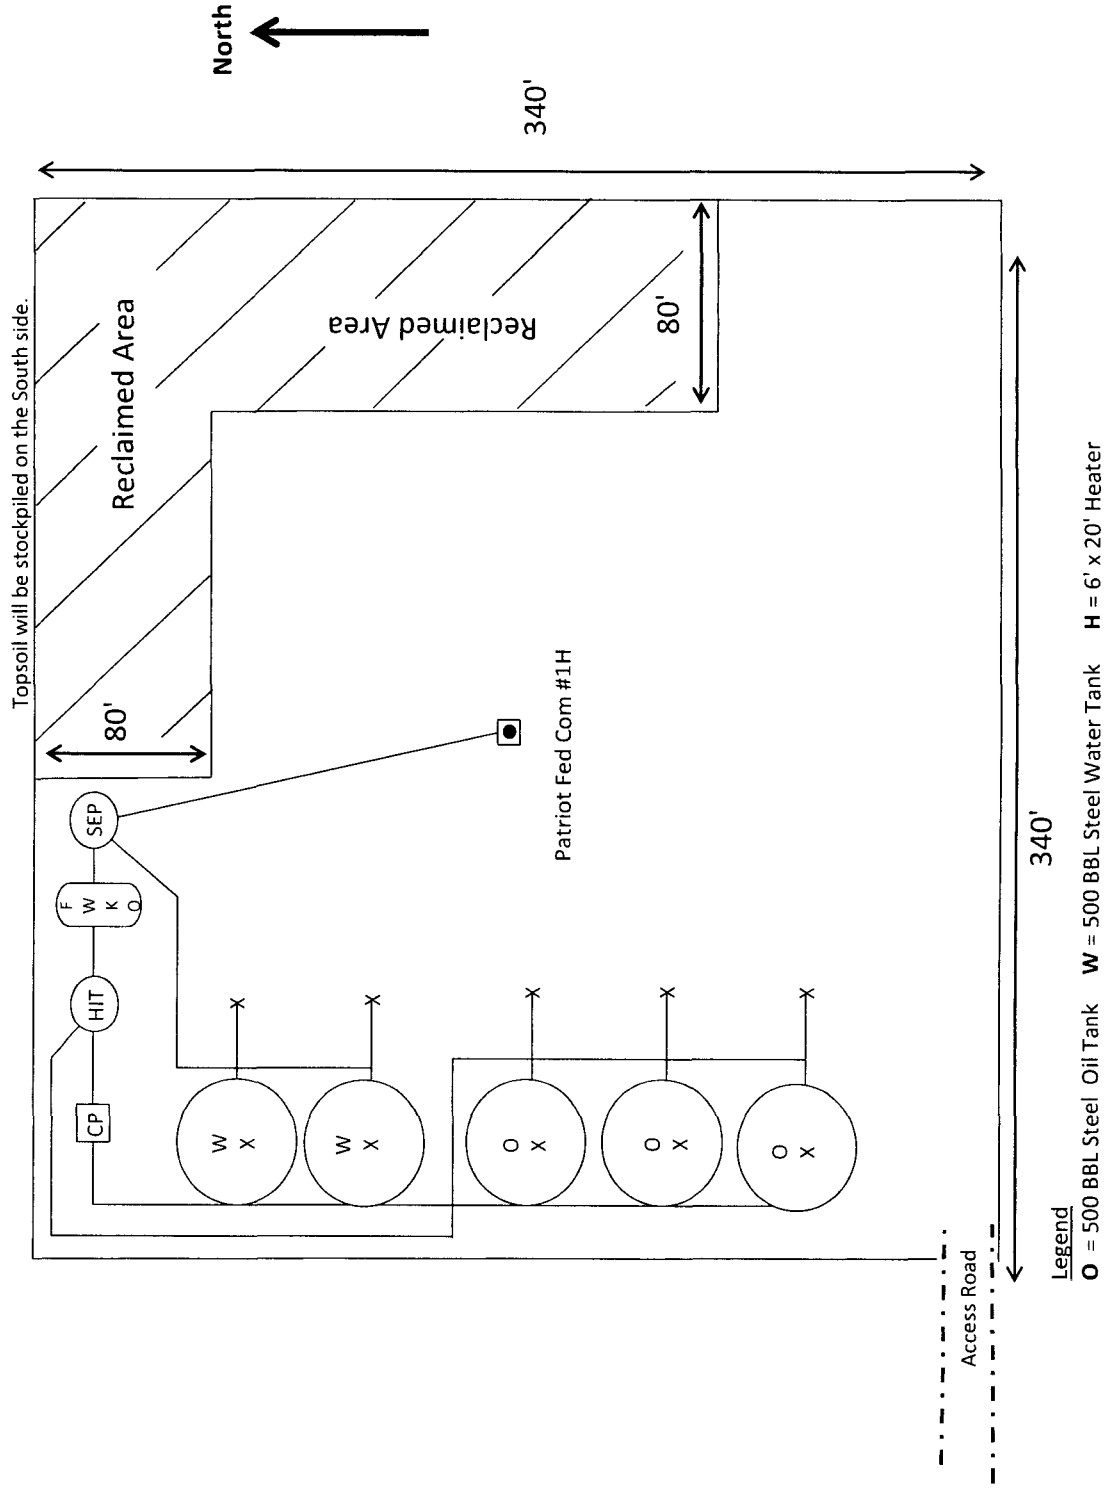 Topsoil will be stockpiled on the South side.
North
340'
Reclaimed Area
Reclaimed Area
80'
80'
SEP
F
W
K
O
HIT
CP
W
X
X
W
X
X
O
X
X
O
X
X
O
X
X
Patriot Fed Com #1H
340'
Access Road
Legend
O = 500 BBL Steel Oil Tank W = 500 BBL Steel Water Tank H = 6' x 20' Heater